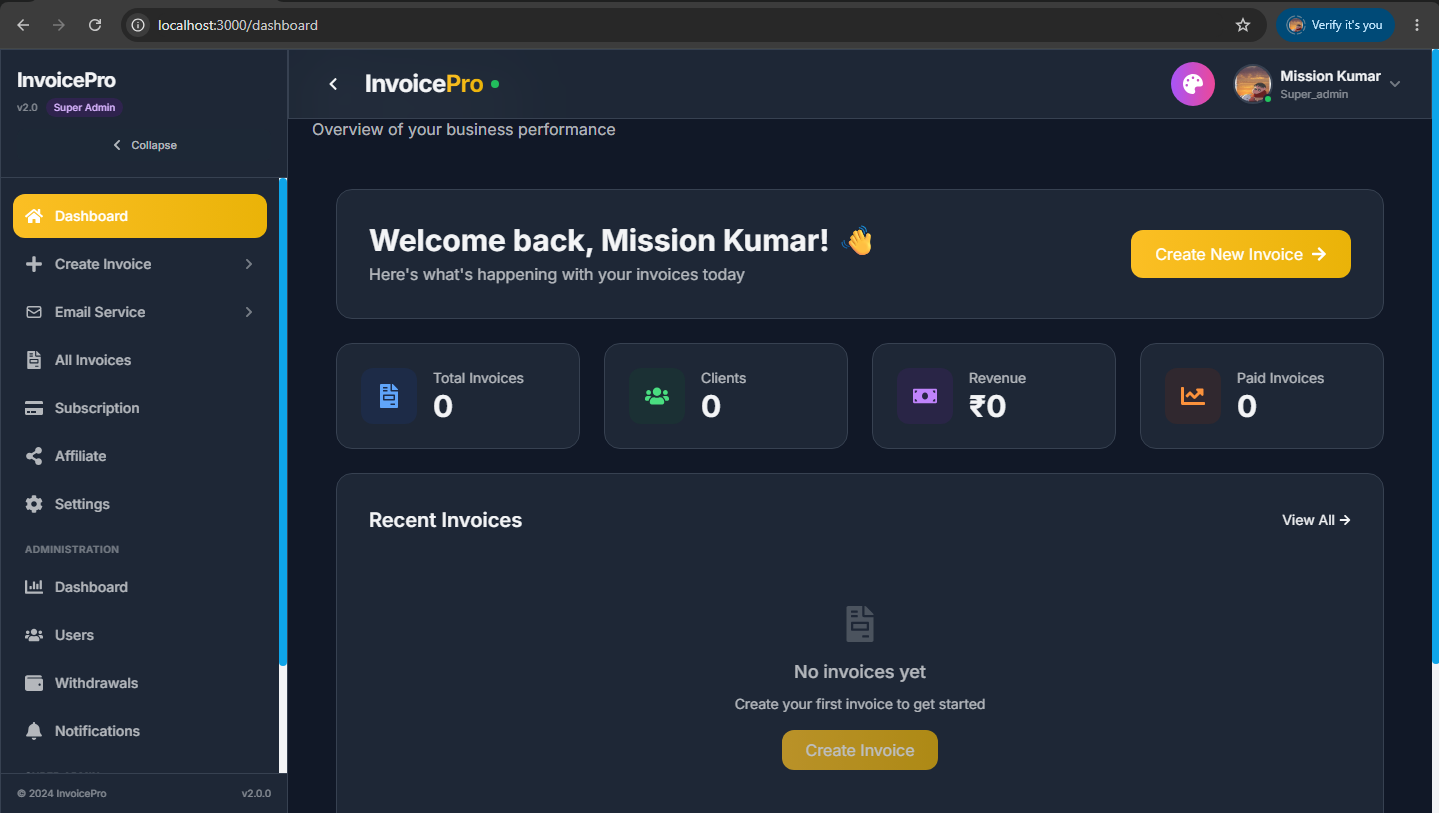 localhost:3000/dashboard
Verify it's you
InvoicePro
v2.0 Super Admin
Collapse
Dashboard
Create Invoice
Email Service
All Invoices
Subscription
Affiliate
Settings
ADMINISTRATION
Dashboard
Users
Withdrawals
Notifications
© 2024 InvoicePro v2.0.0
InvoicePro
Mission Kumar
Super_admin
Overview of your business performance
Welcome back, Mission Kumar! 👋
Here's what's happening with your invoices today
Create New Invoice →
Total Invoices
0
Clients
0
Revenue
₹0
Paid Invoices
0
Recent Invoices
View All →
No invoices yet
Create your first invoice to get started
Create Invoice